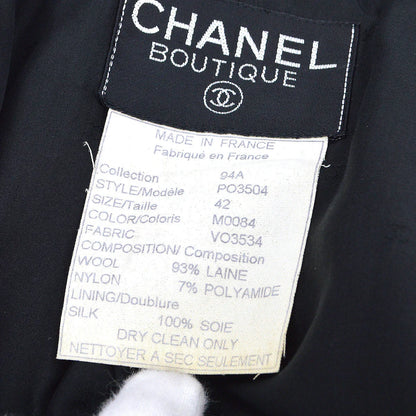 CHANEL
BOUTIQUE
MADE IN FRANCE
Fabriqué en France
Collection 94A
STYLE/Modèle PO3504
SIZE/Taille 42
COLOR/Coloris M0084
FABRIC VO3534
COMPOSITION/ Composition
WOOL 93% LAINE
NYLON 7% POLYAMIDE
LINING/Doublure
SILK 100% SOIE
DRY CLEAN ONLY
NETTOYER A SEC SEULEMENT